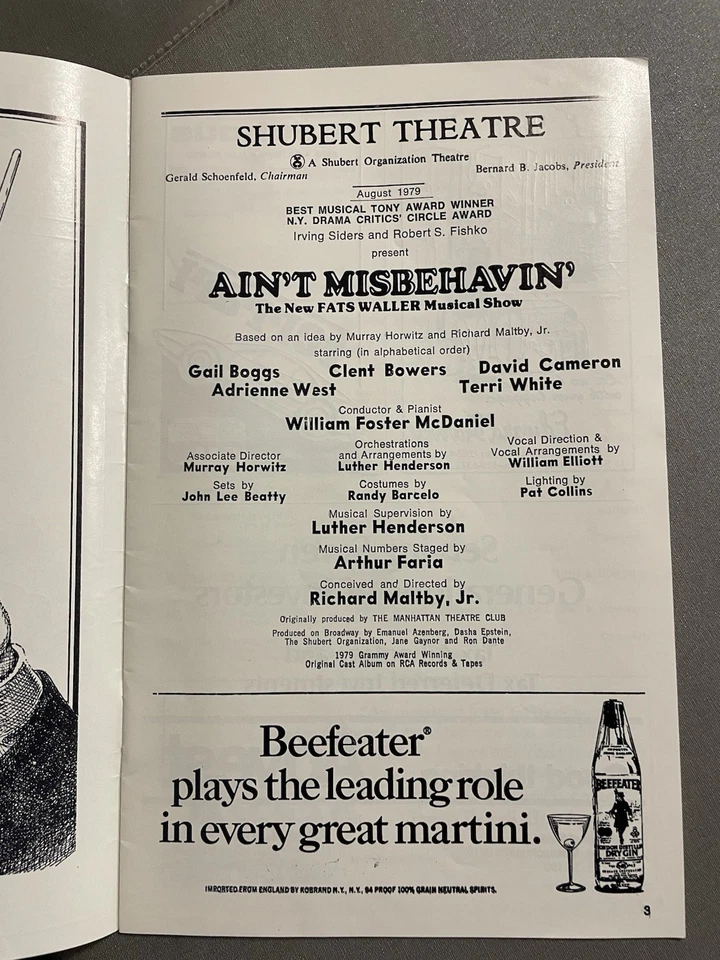 SHUBERT THEATRE
A Shubert Organization Theatre
Gerald Schoenfeld, Chairman
Bernard B. Jacobs, President
August 1979
BEST MUSICAL TONY AWARD WINNER
N.Y. DRAMA CRITICS' CIRCLE AWARD
Irving Siders and Robert S. Fishko
present
AIN'T MISBEHAVIN'
The New FATS WALLER Musical Show
Based on an idea by Murray Horwitz and Richard Maltby, Jr.
starring (in alphabetical order)
Gail Boggs Clent Bowers David Cameron
Adrienne West Terri White
Conductor & Pianist
William Foster McDaniel
Associate Director
Murray Horwitz
Orchestrations
and Arrangements by
Luther Henderson
Vocal Direction &
Vocal Arrangements by
William Elliott
Sets by
John Lee Beatty
Costumes by
Randy Barcelo
Lighting by
Pat Collins
Musical Supervision by
Luther Henderson
Musical Numbers Staged by
Arthur Faria
Conceived and Directed by
Richard Maltby, Jr.
Originally produced by THE MANHATTAN THEATRE CLUB
Produced on Broadway by Emanuel Azenberg, Dasha Epstein,
The Shubert Organization, Jane Gaynor and Ron Dante
1979 Grammy Award Winning
Original Cast Album on RCA Records & Tapes
Beefeater®
plays the leading role
in every great martini.
BEEFEATER
LONDON DISTILLED
DRY GIN
IMPORTED FROM ENGLAND BY KOBRAND N.Y., N.Y., 94 PROOF 100% GRAIN NEUTRAL SPIRITS.
3